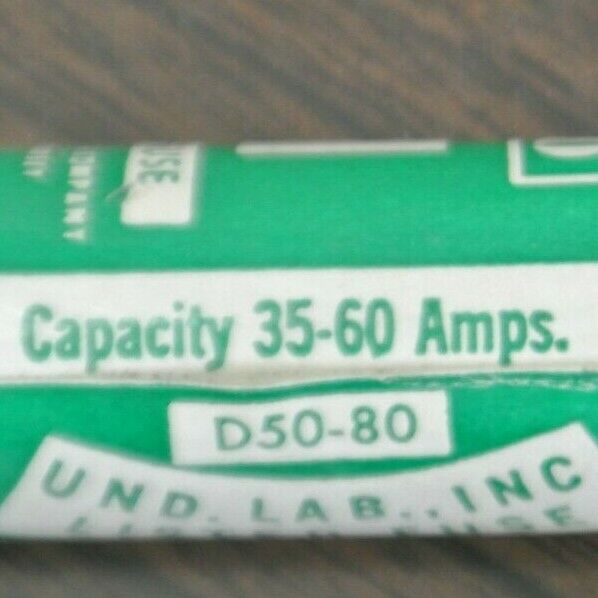 Capacity 35-60 Amps.
D50-80
UND. LAB., INC